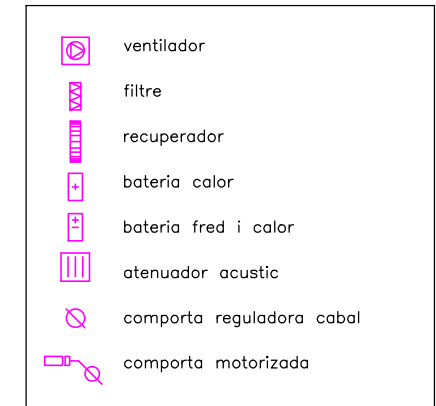 ventilador
filtre
recuperador
bateria calor
bateria fred i calor
atenuador acustic
comporta reguladora cabal
comporta motorizada